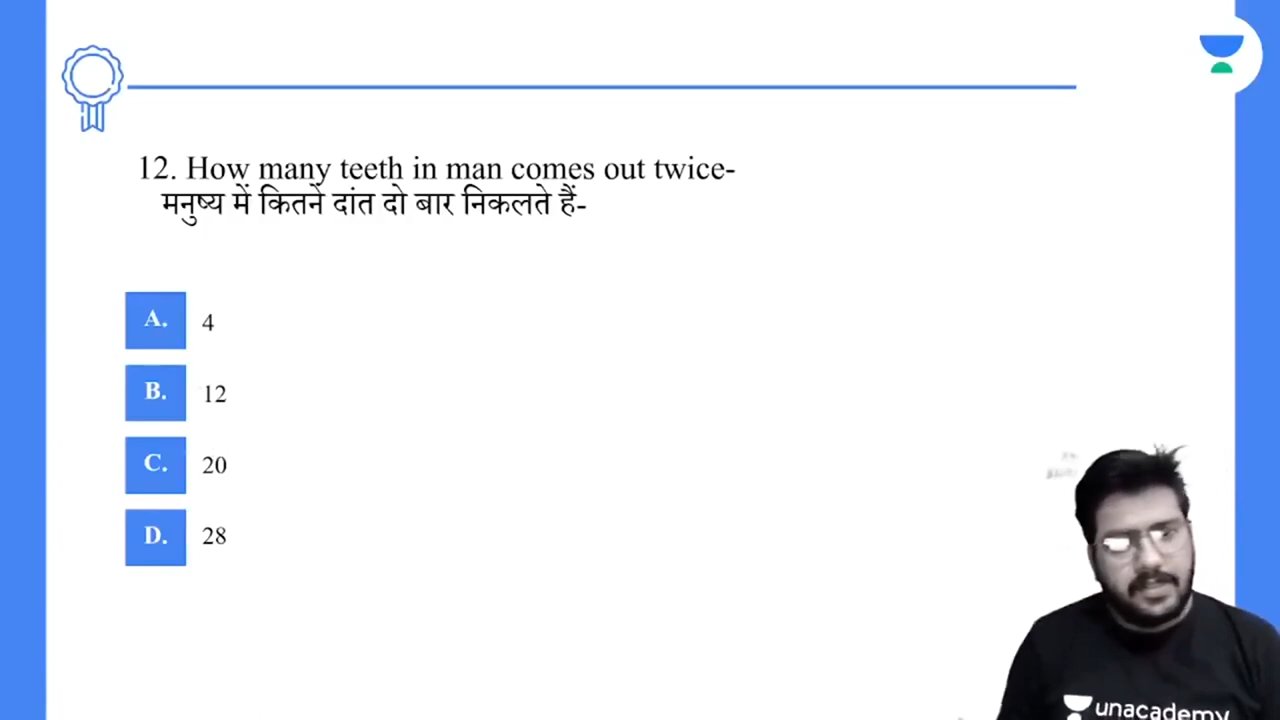 12. How many teeth in man comes out twice-
मनुष्य में कितने दांत दो बार निकलते हैं-
A. 4
B. 12
C. 20
D. 28
unacademy